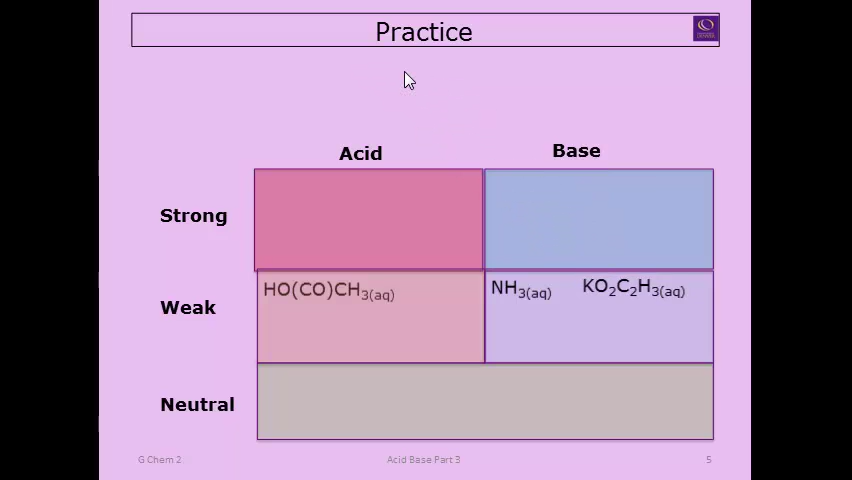 Practice
Acid Base
Strong
HO(CO)CH₃₍ₐq₎ NH₃₍ₐq₎ KO₂C₂H₃₍ₐq₎
Weak
Neutral
G Chem 2 Acid Base Part 3 5